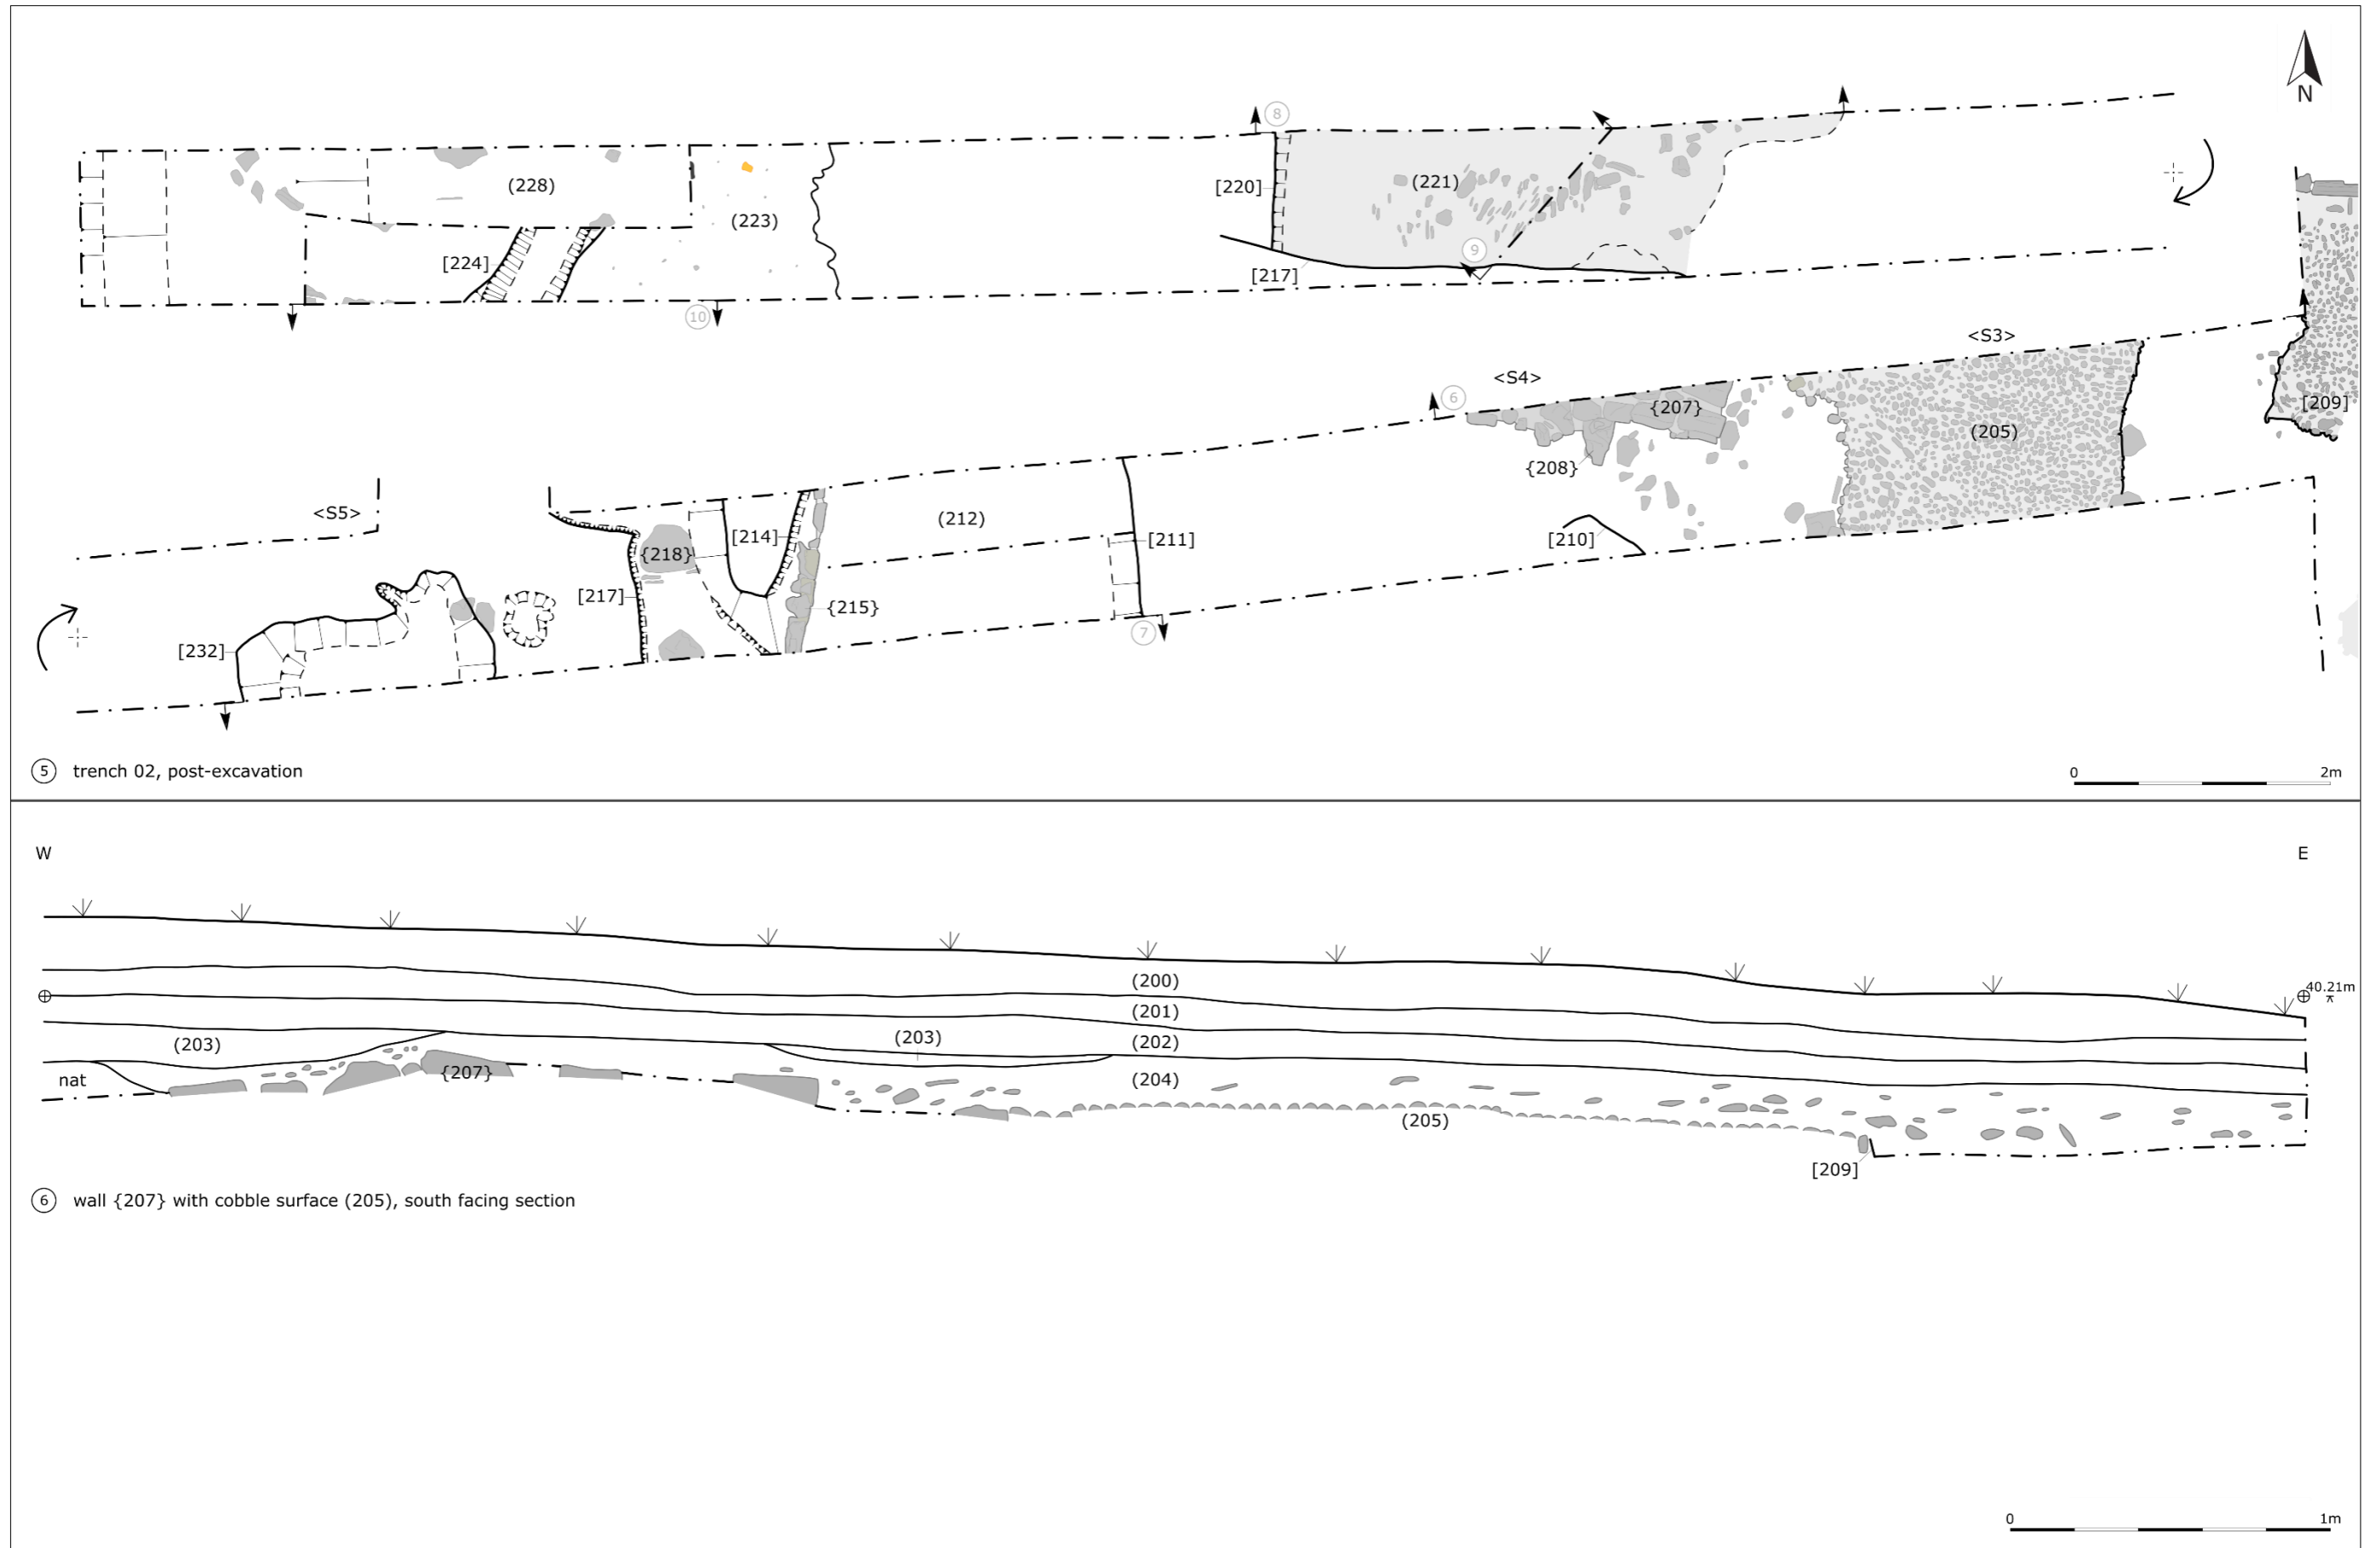 N
8
(228)
[220]
(221)
(223)
[224]
9
[217]
10
<S3>
<S4>
6
{207}
[209]
(205)
{208}
<S5>
(212)
[214]
[211]
[210]
{218}
[217]
{215}
7
[232]
5 trench 02, post-excavation
0 2m
W E
(200)
40.21m
(201)
(203) (203)
(202)
nat {207} (204)
(205)
[209]
6 wall {207} with cobble surface (205), south facing section
0 1m